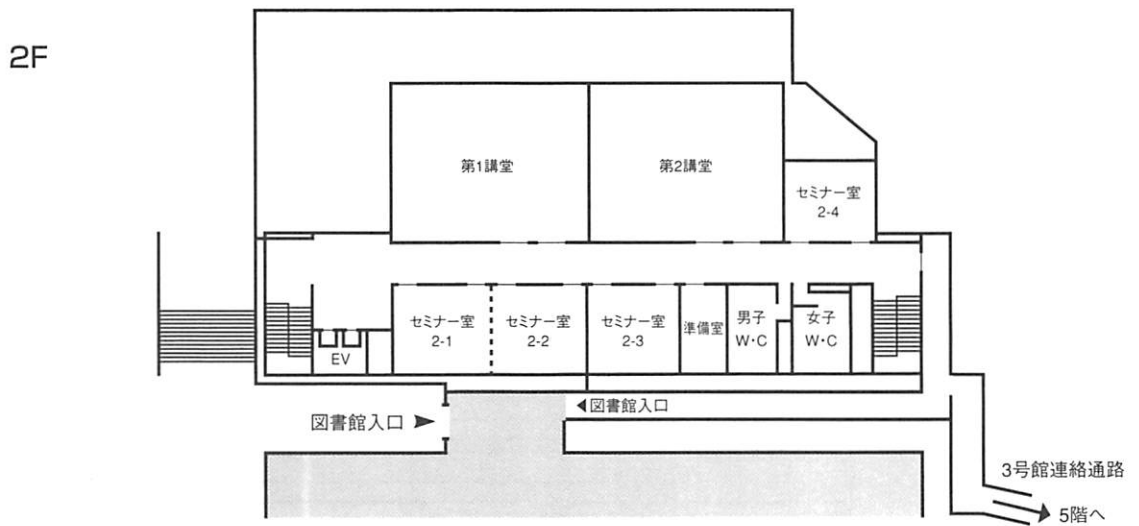 2F
第1講堂
第2講堂
セミナー室
2-4
セミナー室
2-1
セミナー室
2-2
セミナー室
2-3
準備室
男子
W・C
女子
W・C
EV
図書館入口
図書館入口
3号館連絡通路
5階へ